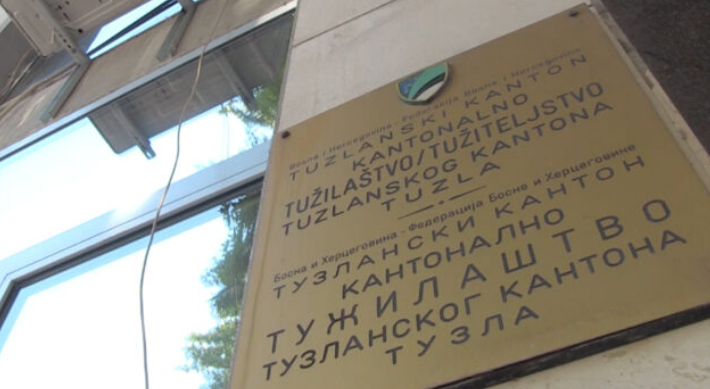 Bosna i Hercegovina - Federacija Bosne i Hercegovine
TUZLANSKI KANTON
KANTONALNO
TUŽILAŠTVO/TUŽITELJSTVO
TUZLANSKOG KANTONA
TUZLA
Босна и Херцеговина - Федерација Босне и Херцеговине
ТУЗЛАНСКИ КАНТОН
КАНТОНАЛНО
ТУЖИЛАШТВО
ТУЗЛАНСКОГ КАНТОНА
ТУЗЛА